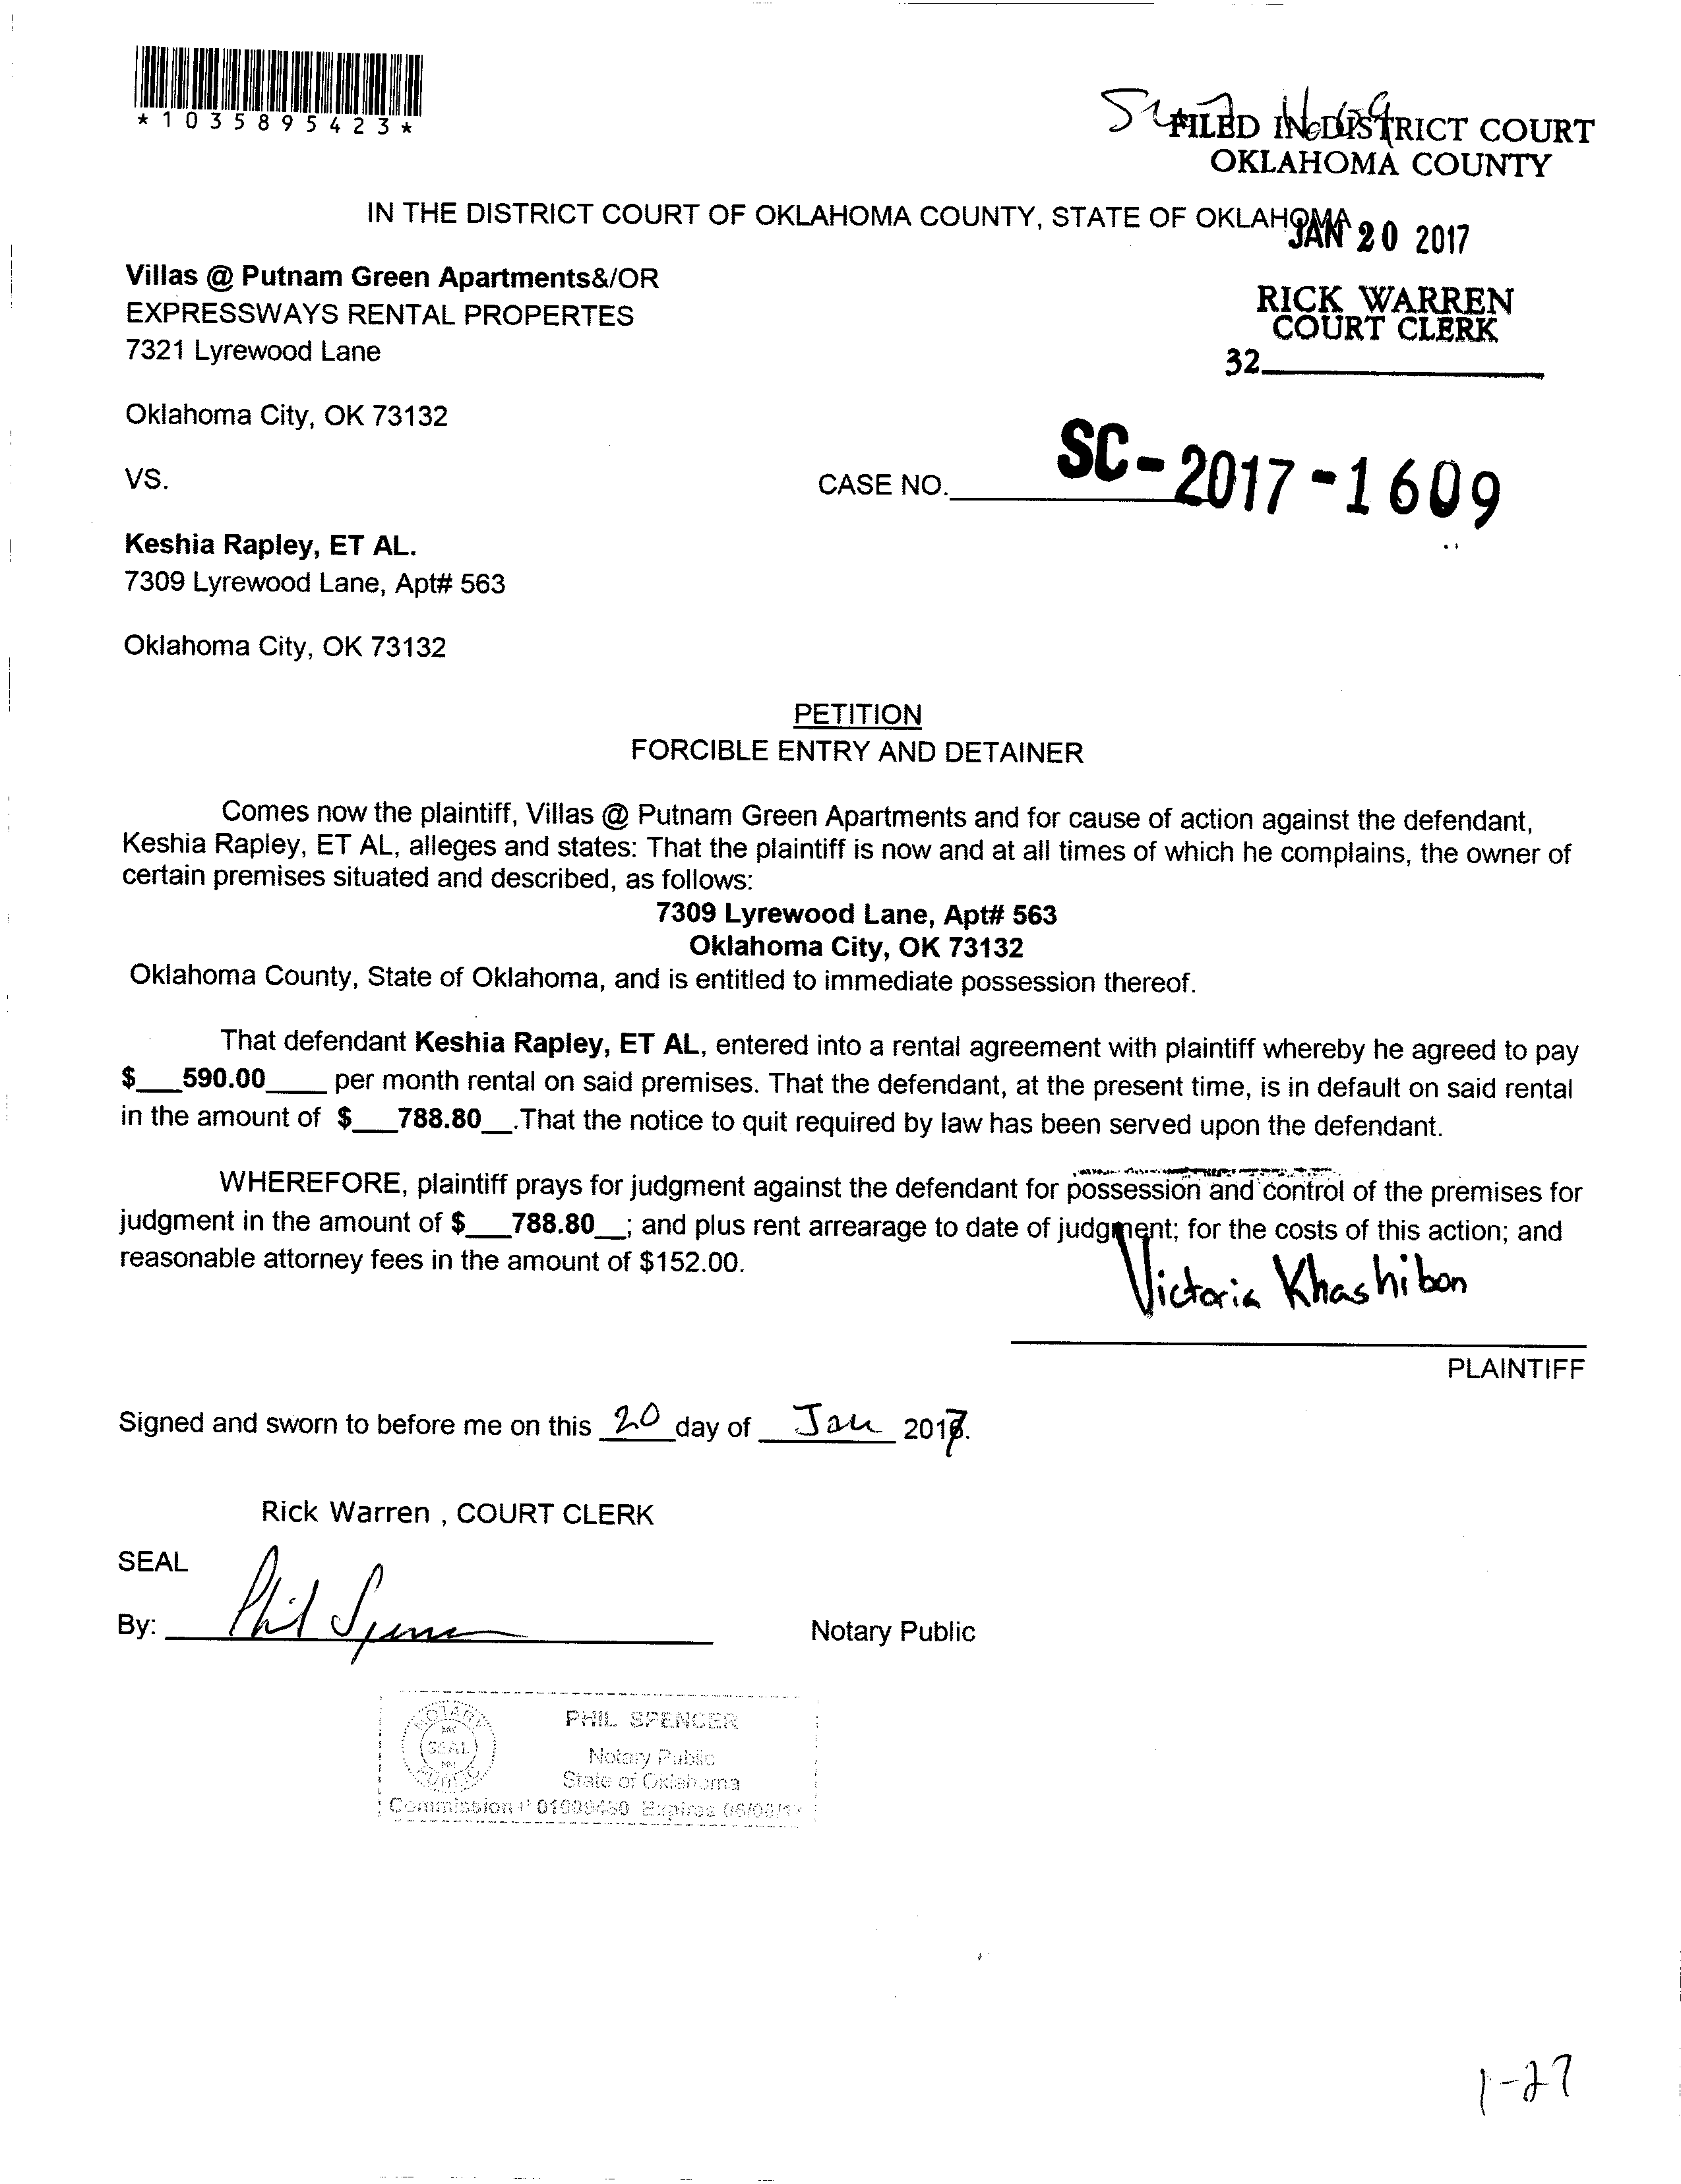 *1035895423*
FILED IN DISTRICT COURT
OKLAHOMA COUNTY
IN THE DISTRICT COURT OF OKLAHOMA COUNTY, STATE OF OKLAHOMA
JAN 20 2017
Villas @ Putnam Green Apartments&/OR
EXPRESSWAYS RENTAL PROPERTES
RICK WARREN
COURT CLERK
7321 Lyrewood Lane
32
Oklahoma City, OK 73132
VS.
CASE NO. SC-2017-1609
Keshia Rapley, ET AL.
7309 Lyrewood Lane, Apt# 563
Oklahoma City, OK 73132
PETITION
FORCIBLE ENTRY AND DETAINER
Comes now the plaintiff, Villas @ Putnam Green Apartments and for cause of action against the defendant,
Keshia Rapley, ET AL, alleges and states: That the plaintiff is now and at all times of which he complains, the owner of
certain premises situated and described, as follows:
7309 Lyrewood Lane, Apt# 563
Oklahoma City, OK 73132
Oklahoma County, State of Oklahoma, and is entitled to immediate possession thereof.
That defendant Keshia Rapley, ET AL, entered into a rental agreement with plaintiff whereby he agreed to pay
$___590.00____ per month rental on said premises. That the defendant, at the present time, is in default on said rental
in the amount of $___788.80__.That the notice to quit required by law has been served upon the defendant.
WHEREFORE, plaintiff prays for judgment against the defendant for possession and control of the premises for
judgment in the amount of $___788.80__; and plus rent arrearage to date of judgment; for the costs of this action; and
reasonable attorney fees in the amount of $152.00.
Victoria Khashibon
PLAINTIFF
Signed and sworn to before me on this 20 day of Jan 2017.
Rick Warren , COURT CLERK
SEAL
By: Phil Spencer
Notary Public
NOTARY PUBLIC
SEAL
PHIL SPENCER
Notary Public
State of Oklahoma
Commission # Expires
1-27